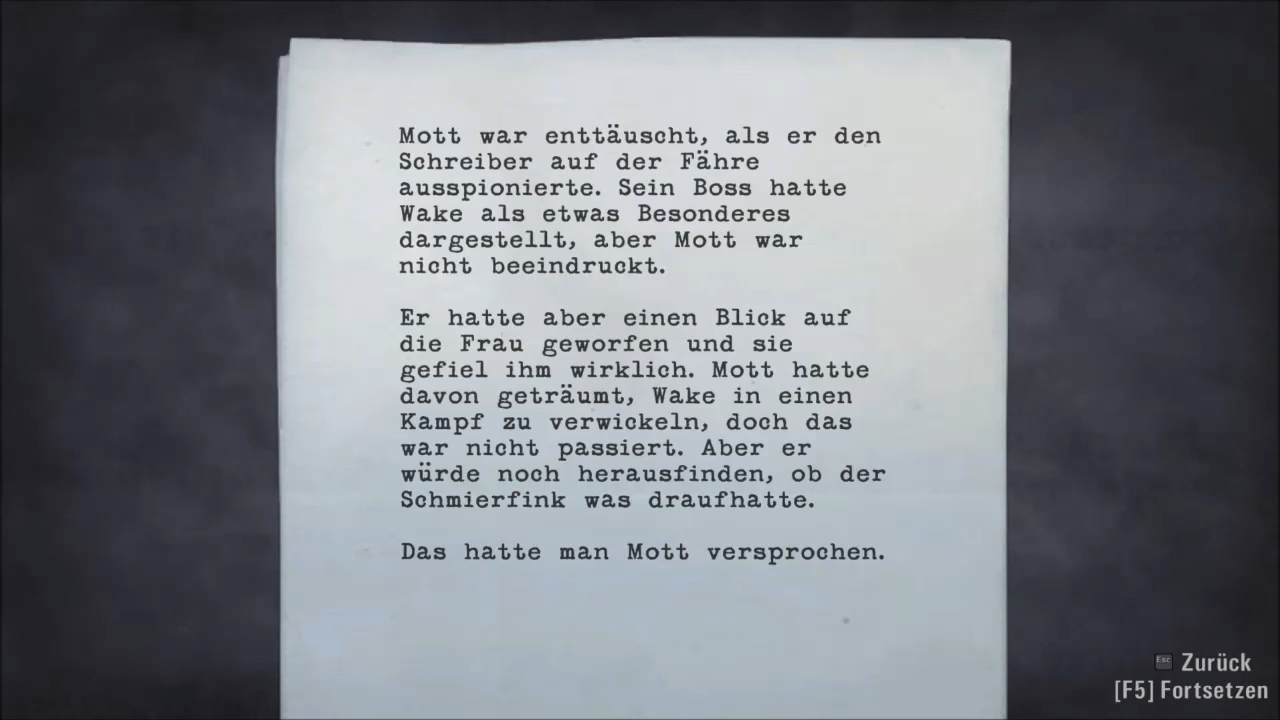 Mott war enttäuscht, als er den
Schreiber auf der Fähre
ausspionierte. Sein Boss hatte
Wake als etwas Besonderes
dargestellt, aber Mott war
nicht beeindruckt.
Er hatte aber einen Blick auf
die Frau geworfen und sie
gefiel ihm wirklich. Mott hatte
davon geträumt, Wake in einen
Kampf zu verwickeln, doch das
war nicht passiert. Aber er
würde noch herausfinden, ob der
Schmierfink was draufhatte.
Das hatte man Mott versprochen.
Esc Zurück
[F5] Fortsetzen